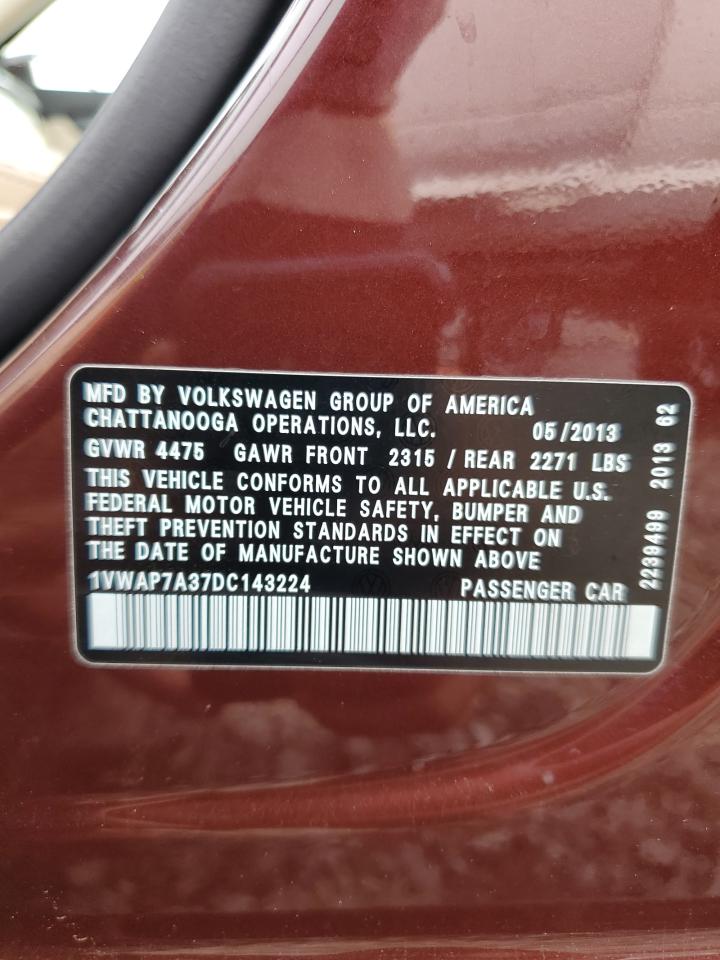 MFD BY VOLKSWAGEN GROUP OF AMERICA
CHATTANOOGA OPERATIONS, LLC. 05/2013
GVWR 4475 GAWR FRONT 2315 / REAR 2271 LBS
THIS VEHICLE CONFORMS TO ALL APPLICABLE U.S.
FEDERAL MOTOR VEHICLE SAFETY, BUMPER AND
THEFT PREVENTION STANDARDS IN EFFECT ON
THE DATE OF MANUFACTURE SHOWN ABOVE
1VWAP7A37DC143224 PASSENGER CAR
2239499 2013 62